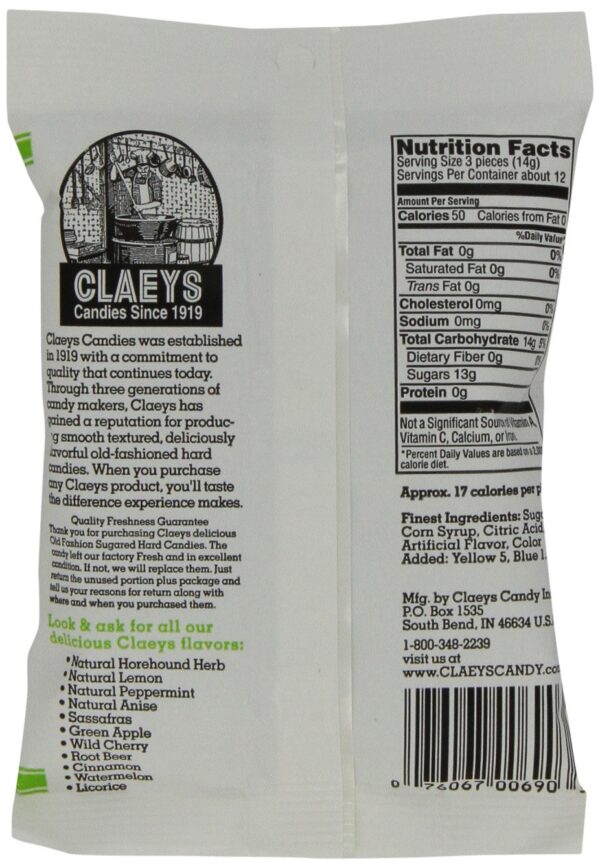 CLAEYS
Candies Since 1919
Claeys Candies was established
in 1919 with a commitment to
quality that continues today.
Through three generations of
candy makers, Claeys has
gained a reputation for produc-
g smooth textured, deliciously
lavorful old-fashioned hard
candies. When you purchase
any Claeys product, you'll taste
the difference experience makes.
Quality Freshness Guarantee
Thank you for purchasing Claeys delicious
Old Fashion Sugared Hard Candies. The
candy left our factory Fresh and in excellent
condition. If not, we will replace them. Just
return the unused portion plus package and
tell us your reasons for return along with
where and when you purchased them.
Look & ask for all our
delicious Claeys flavors:
• Natural Horehound Herb
• Natural Lemon
• Natural Peppermint
• Natural Anise
• Sassafras
• Green Apple
• Wild Cherry
• Root Beer
• Cinnamon
• Watermelon
• Licorice
Nutrition Facts
Serving Size 3 pieces (14g)
Servings Per Container about 12
Amount Per Serving
Calories 50 Calories from Fat 0
%Daily Value*
Total Fat 0g 0%
Saturated Fat 0g 0%
Trans Fat 0g
Cholesterol 0mg 0%
Sodium 0mg 0%
Total Carbohydrate 14g 5%
Dietary Fiber 0g 0%
Sugars 13g
Protein 0g
Not a Significant Source of Vitamin A,
Vitamin C, Calcium, or Iron.
*Percent Daily Values are based on a
calorie diet.
Approx. 17 calories per
Finest Ingredients:
Corn Syrup, Citric Acid
Artificial Flavor, Color
Added: Yellow 5, Blue 1.
Mfg. by Claeys Candy
P.O. Box 1535
South Bend, IN 46634 U.S.
1-800-348-2239
visit us at
www.CLAEYSCANDY.co
0 76067 00690